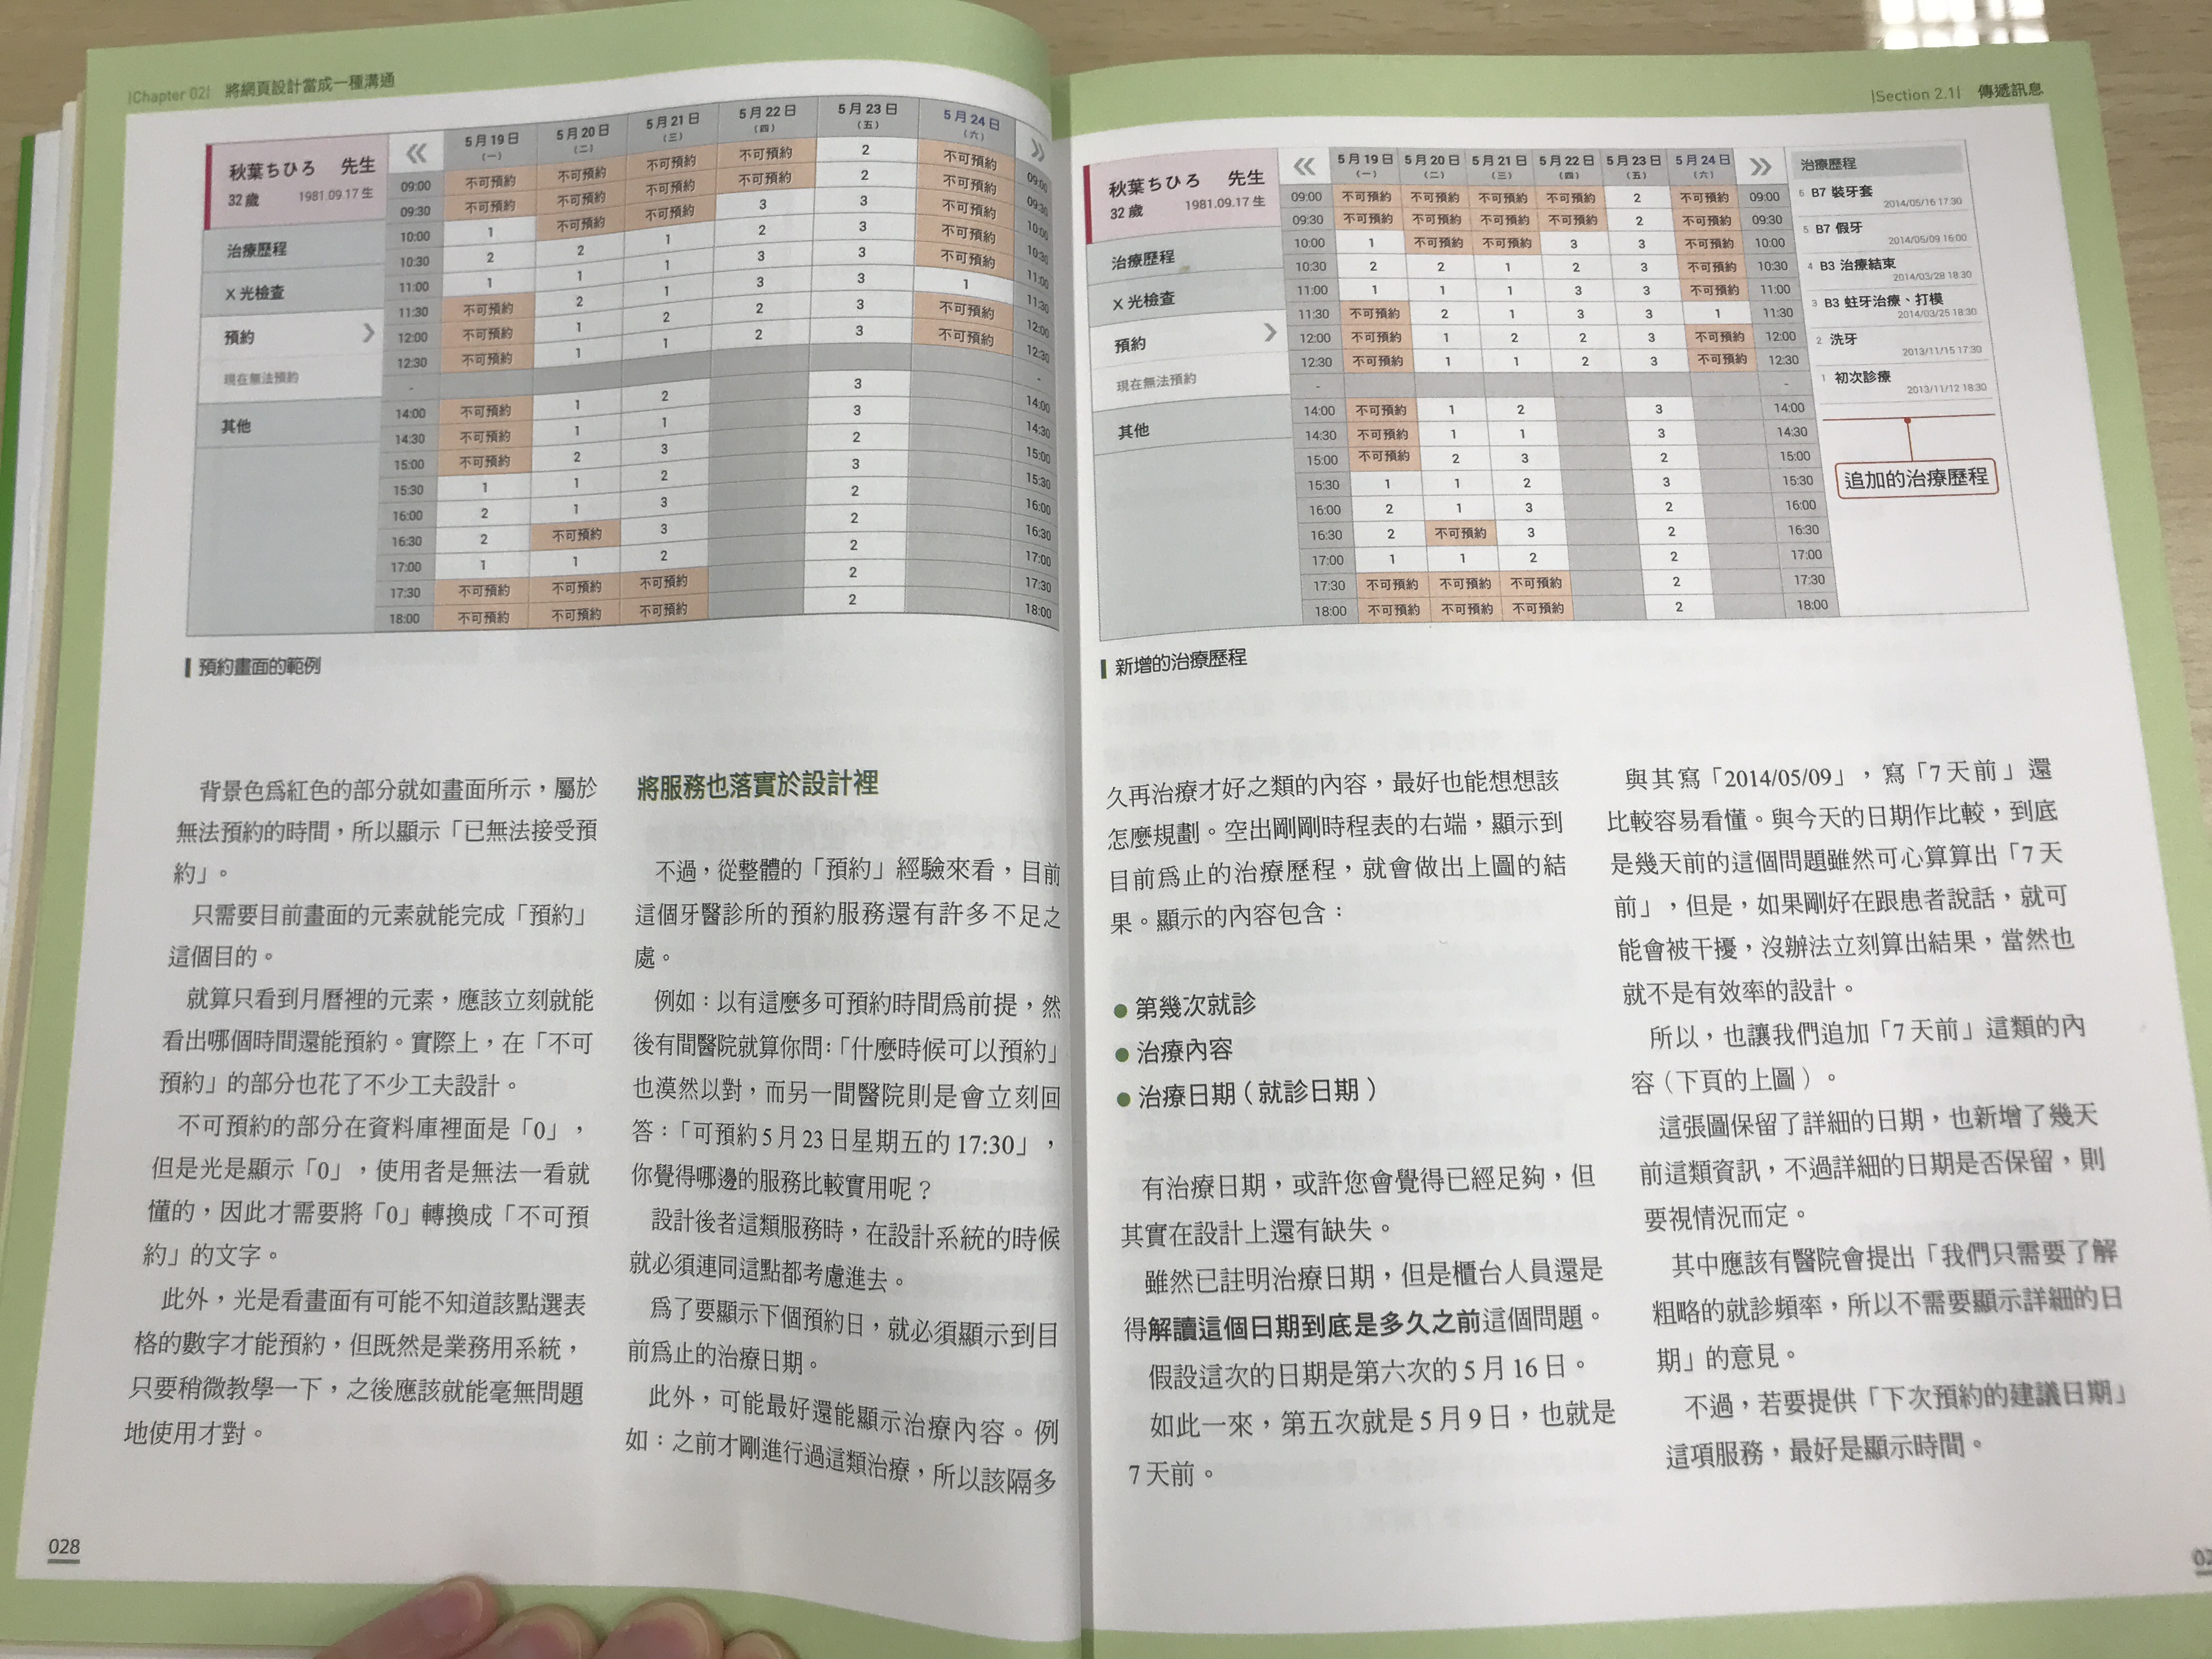 |Chapter 02| 將網頁設計當成一種溝通
秋葉ちひろ 先生
32 歲 1981.09.17 生
治療歷程
X 光檢查
預約
現在無法預約
其他
« 5 月 19 日 (一) 5 月 20 日 (二) 5 月 21 日 (三) 5 月 22 日 (四) 5 月 23 日 (五) 5 月 24 日 (六) »
09:00 不可預約 不可預約 不可預約 不可預約 2 不可預約 09:00
09:30 不可預約 不可預約 不可預約 不可預約 2 不可預約 09:30
10:00 1 不可預約 不可預約 3 3 不可預約 10:00
10:30 2 2 1 2 3 不可預約 10:30
11:00 1 1 1 3 3 不可預約 11:00
11:30 不可預約 2 1 3 3 1 11:30
12:00 不可預約 1 2 2 3 不可預約 12:00
12:30 不可預約 1 1 2 3 不可預約 12:30
- -
14:00 不可預約 1 2 3 14:00
14:30 不可預約 1 1 3 14:30
15:00 不可預約 2 3 2 15:00
15:30 1 1 2 3 15:30
16:00 2 1 3 2 16:00
16:30 2 不可預約 3 2 16:30
17:00 1 1 2 2 17:00
17:30 不可預約 不可預約 不可預約 2 17:30
18:00 不可預約 不可預約 不可預約 2 18:00
預約畫面的範例
背景色為紅色的部分就如畫面所示,屬於
無法預約的時間,所以顯示「已無法接受預
約」。
只需要目前畫面的元素就能完成「預約」
這個目的。
就算只看到月曆裡的元素,應該立刻就能
看出哪個時間還能預約。實際上,在「不可
預約」的部分也花了不少工夫設計。
不可預約的部分在資料庫裡面是「0」,
但是光是顯示「0」,使用者是無法一看就
懂的,因此才需要將「0」轉換成「不可預
約」的文字。
此外,光是看畫面有可能不知道該點選表
格的數字才能預約,但既然是業務用系統,
只要稍微教學一下,之後應該就能毫無問題
地使用才對。
將服務也落實於設計裡
不過,從整體的「預約」經驗來看,目前
這個牙醫診所的預約服務還有許多不足之
處。
例如:以有這麼多可預約時間為前提,然
後有間醫院就算你問:「什麼時候可以預約」
也漠然以對,而另一間醫院則是會立刻回
答:「可預約 5 月 23 日星期五的 17:30」,
你覺得哪邊的服務比較實用呢?
設計後者這類服務時,在設計系統的時候
就必須連同這點都考慮進去。
為了要顯示下個預約日,就必須顯示到目
前為止的治療日期。
此外,可能最好還能顯示治療內容。例
如:之前才剛進行過這類治療,所以該隔多
028
|Section 2.1| 傳遞訊息
秋葉ちひろ 先生
32 歲 1981.09.17 生
治療歷程
X 光檢查
預約
現在無法預約
其他
« 5 月 19 日 (一) 5 月 20 日 (二) 5 月 21 日 (三) 5 月 22 日 (四) 5 月 23 日 (五) 5 月 24 日 (六) »
09:00 不可預約 不可預約 不可預約 不可預約 2 不可預約 09:00
09:30 不可預約 不可預約 不可預約 不可預約 2 不可預約 09:30
10:00 1 不可預約 不可預約 3 3 不可預約 10:00
10:30 2 2 1 2 3 不可預約 10:30
11:00 1 1 1 3 3 不可預約 11:00
11:30 不可預約 2 1 3 3 1 11:30
12:00 不可預約 1 2 2 3 不可預約 12:00
12:30 不可預約 1 1 2 3 不可預約 12:30
- -
14:00 不可預約 1 2 3 14:00
14:30 不可預約 1 1 3 14:30
15:00 不可預約 2 3 2 15:00
15:30 1 1 2 3 15:30
16:00 2 1 3 2 16:00
16:30 2 不可預約 3 2 16:30
17:00 1 1 2 2 17:00
17:30 不可預約 不可預約 不可預約 2 17:30
18:00 不可預約 不可預約 不可預約 2 18:00
治療歷程
6 B7 裝牙套
2014/05/16 17:30
5 B7 假牙
2014/05/09 16:00
4 B3 治療結束
2014/03/28 18:30
3 B3 蛀牙治療、打模
2014/03/25 18:30
2 洗牙
2013/11/15 17:30
1 初次診療
2013/11/12 18:30
追加的治療歷程
新增的治療歷程
久再治療才好之類的內容,最好也能想想該
怎麼規劃。空出剛剛時程表的右端,顯示到
目前為止的治療歷程,就會做出上圖的結
果。顯示的內容包含:
● 第幾次就診
● 治療內容
● 治療日期(就診日期)
有治療日期,或許您會覺得已經足夠,但
其實在設計上還有缺失。
雖然已註明治療日期,但是櫃台人員還是
得解讀這個日期到底是多久之前這個問題。
假設這次的日期是第六次的 5 月 16 日。
如此一來,第五次就是 5 月 9 日,也就是
7 天前。
與其寫「2014/05/09」,寫「7 天前」還
比較容易看懂。與今天的日期作比較,到底
是幾天前的這個問題雖然可心算算出「7 天
前」,但是,如果剛好在跟患者說話,就可
能會被干擾,沒辦法立刻算出結果,當然也
就不是有效率的設計。
所以,也讓我們追加「7 天前」這類的內
容(下頁的上圖)。
這張圖保留了詳細的日期,也新增了幾天
前這類資訊,不過詳細的日期是否保留,則
要視情況而定。
其中應該有醫院會提出「我們只需要了解
粗略的就診頻率,所以不需要顯示詳細的日
期」的意見。
不過,若要提供「下次預約的建議日期」
這項服務,最好是顯示時間。